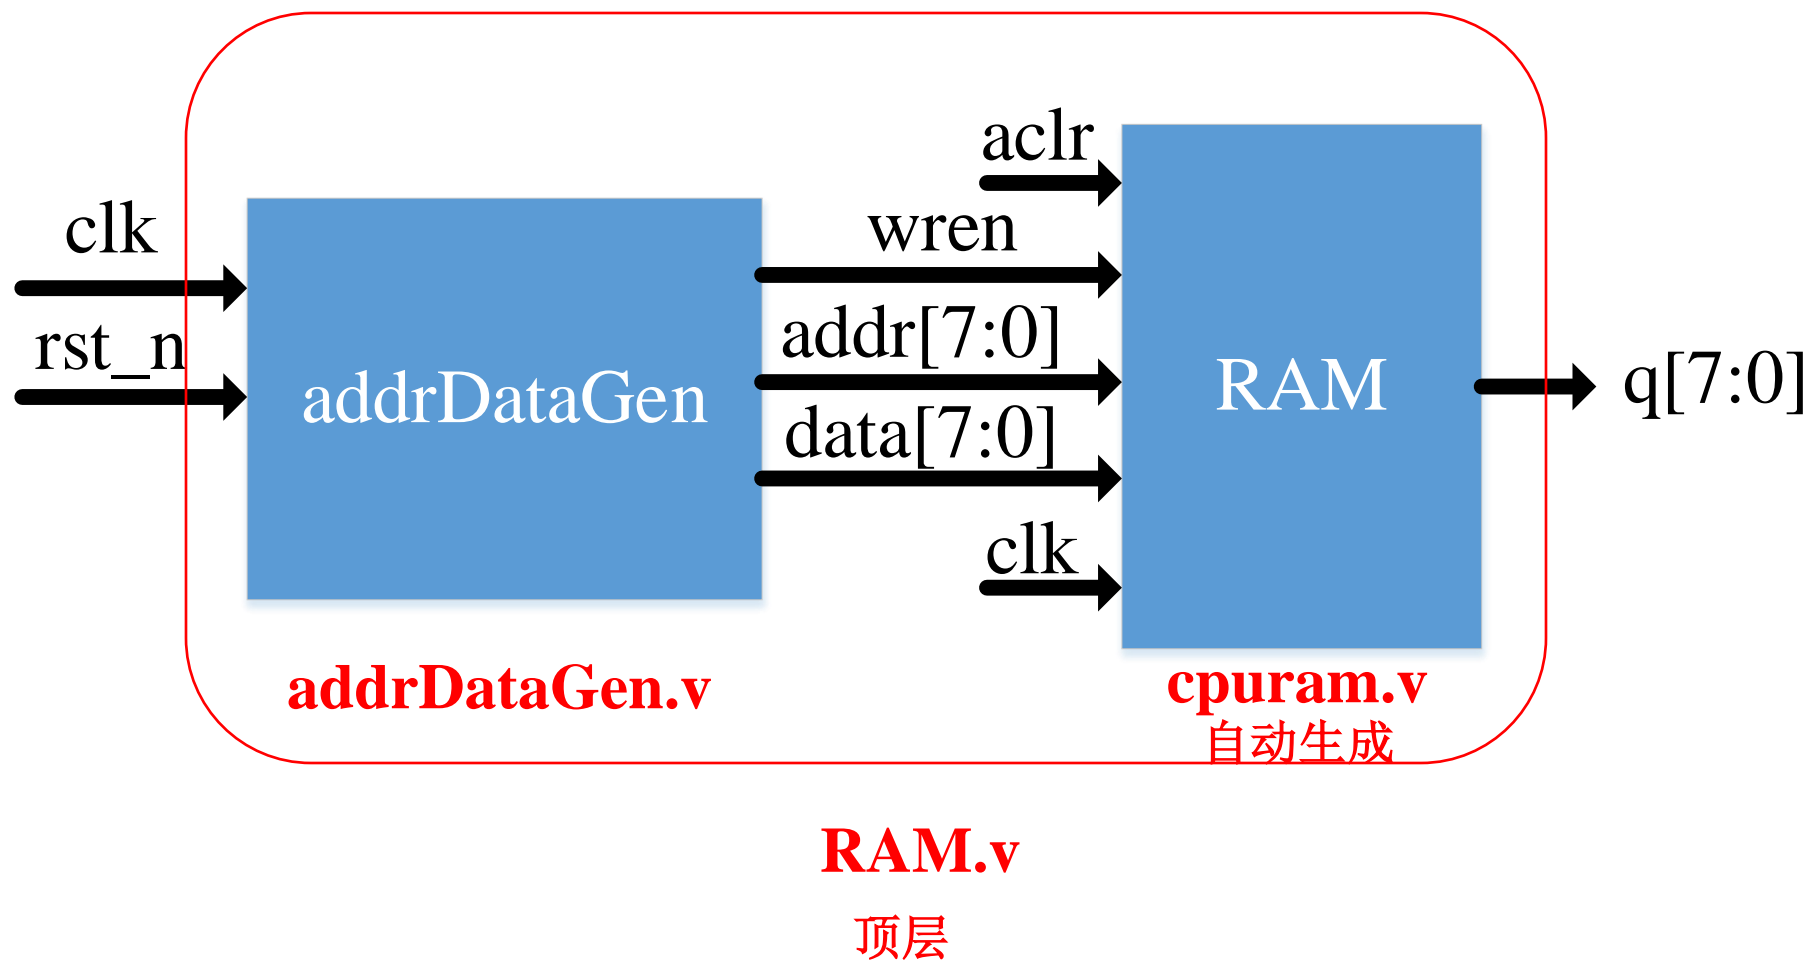 aclr
clk
wren
rst_n
addr[7:0]
addrDataGen
RAM
q[7:0]
data[7:0]
clk
addrDataGen.v
cpuram.v
自动生成
RAM.v
顶层